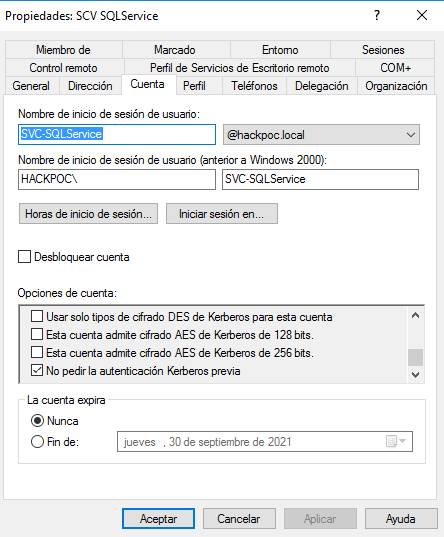 Propiedades: SCV SQLService
Miembro de Marcado Entorno Sesiones
Control remoto Perfil de Servicios de Escritorio remoto COM+
General Dirección Cuenta Perfil Teléfonos Delegación Organización
Nombre de inicio de sesión de usuario:
SVC-SQLService @hackpoc.local
Nombre de inicio de sesión de usuario (anterior a Windows 2000):
HACKPOC\ SVC-SQLService
Horas de inicio de sesión... Iniciar sesión en...
Desbloquear cuenta
Opciones de cuenta:
Usar solo tipos de cifrado DES de Kerberos para esta cuenta
Esta cuenta admite cifrado AES de Kerberos de 128 bits.
Esta cuenta admite cifrado AES de Kerberos de 256 bits.
No pedir la autenticación Kerberos previa
La cuenta expira
Nunca
Fin de: jueves , 30 de septiembre de 2021
Aceptar Cancelar Aplicar Ayuda